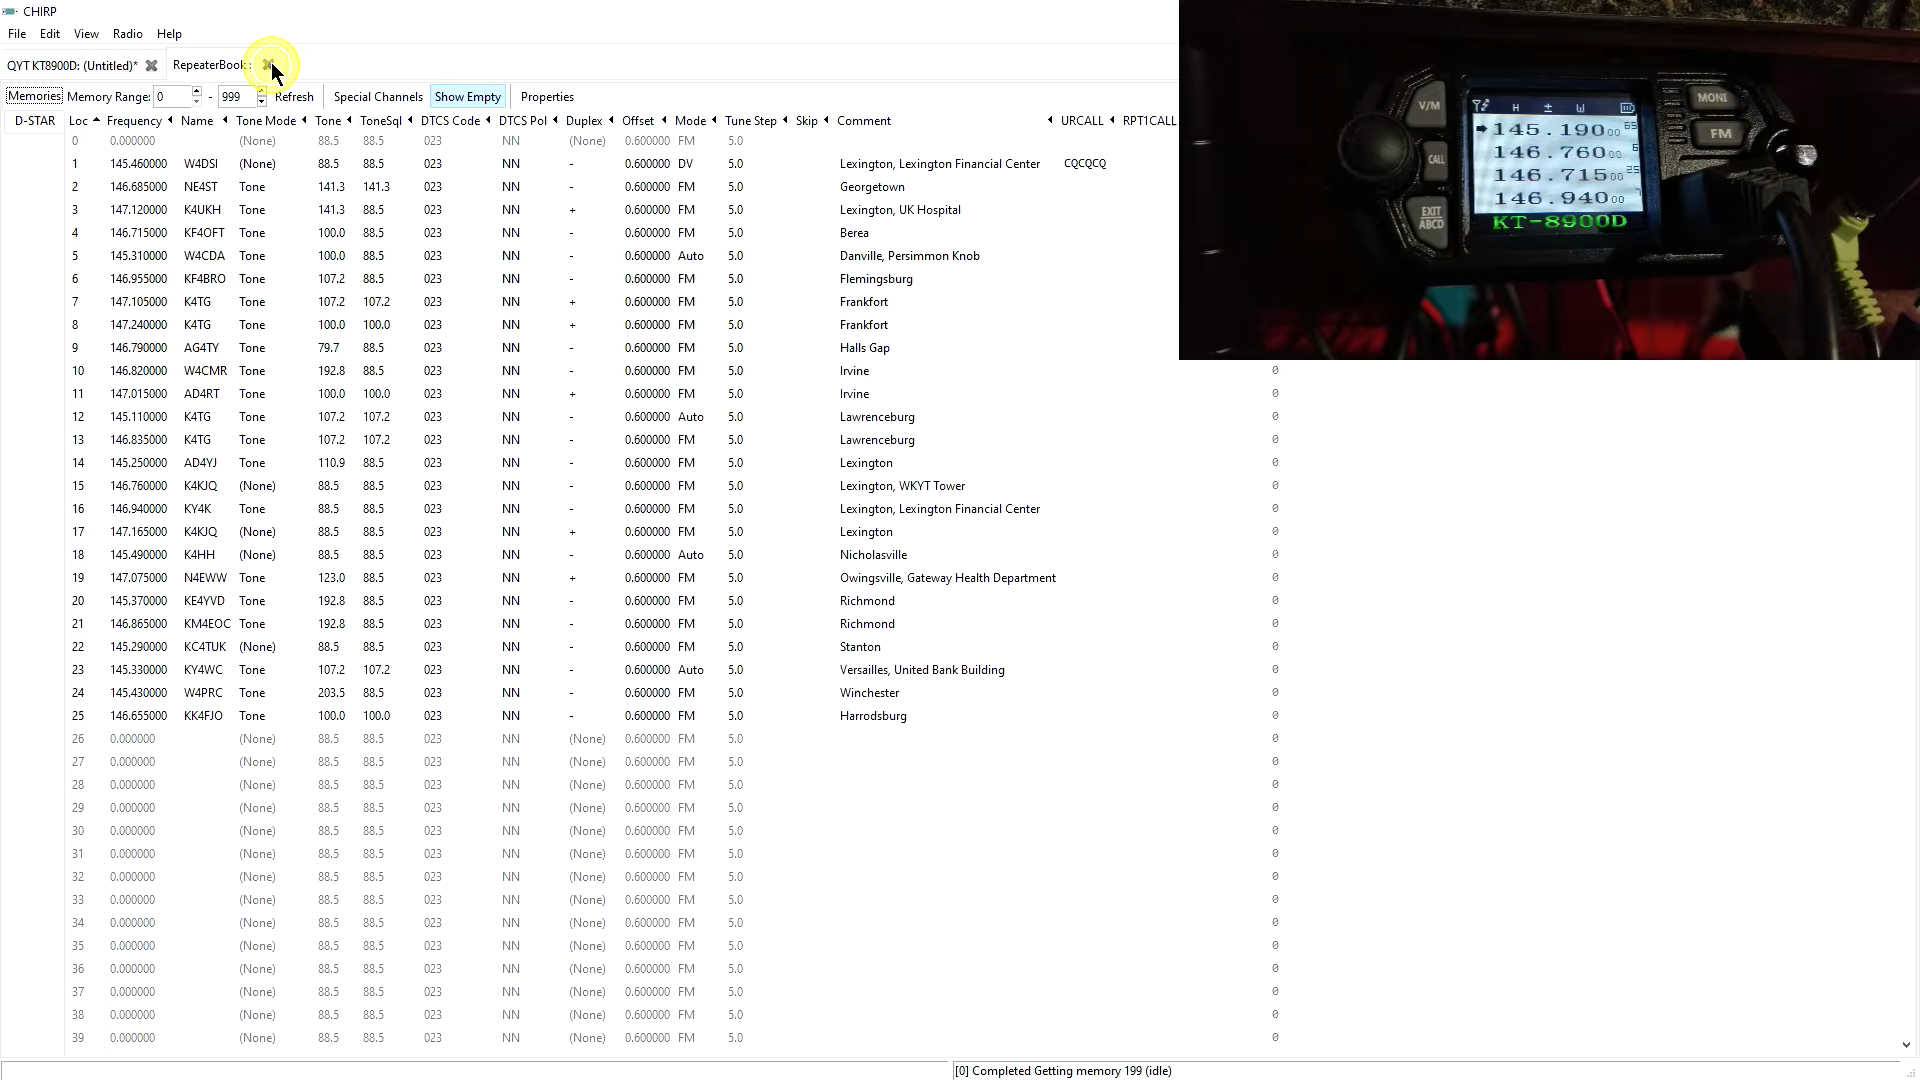 CHIRP
File Edit View Radio Help
QYT KT8900D: (Untitled)* RepeaterBook:
Memories Memory Range: 0 - 999 Refresh Special Channels Show Empty Properties
D-STAR Loc Frequency Name Tone Mode Tone ToneSql DTCS Code DTCS Pol Duplex Offset Mode Tune Step Skip Comment URCALL RPT1CALL
0 0.000000 (None) 88.5 88.5 023 NN (None) 0.600000 FM 5.0
1 145.460000 W4DSI (None) 88.5 88.5 023 NN - 0.600000 DV 5.0 Lexington, Lexington Financial Center CQCQCQ
2 146.685000 NE4ST Tone 141.3 141.3 023 NN - 0.600000 FM 5.0 Georgetown
3 147.120000 K4UKH Tone 141.3 88.5 023 NN + 0.600000 FM 5.0 Lexington, UK Hospital
4 146.715000 KF4OFT Tone 100.0 88.5 023 NN - 0.600000 FM 5.0 Berea
5 145.310000 W4CDA Tone 100.0 88.5 023 NN - 0.600000 Auto 5.0 Danville, Persimmon Knob
6 146.955000 KF4BRO Tone 107.2 88.5 023 NN - 0.600000 FM 5.0 Flemingsburg
7 147.105000 K4TG Tone 107.2 107.2 023 NN + 0.600000 FM 5.0 Frankfort
8 147.240000 K4TG Tone 100.0 100.0 023 NN + 0.600000 FM 5.0 Frankfort
9 146.790000 AG4TY Tone 79.7 88.5 023 NN - 0.600000 FM 5.0 Halls Gap
10 146.820000 W4CMR Tone 192.8 88.5 023 NN - 0.600000 FM 5.0 Irvine 0
11 147.015000 AD4RT Tone 100.0 100.0 023 NN + 0.600000 FM 5.0 Irvine 0
12 145.110000 K4TG Tone 107.2 107.2 023 NN - 0.600000 Auto 5.0 Lawrenceburg 0
13 146.835000 K4TG Tone 107.2 107.2 023 NN - 0.600000 FM 5.0 Lawrenceburg 0
14 145.250000 AD4YJ Tone 110.9 88.5 023 NN - 0.600000 FM 5.0 Lexington 0
15 146.760000 K4KJQ (None) 88.5 88.5 023 NN - 0.600000 FM 5.0 Lexington, WKYT Tower 0
16 146.940000 KY4K Tone 88.5 88.5 023 NN - 0.600000 FM 5.0 Lexington, Lexington Financial Center 0
17 147.165000 K4KJQ (None) 88.5 88.5 023 NN + 0.600000 FM 5.0 Lexington 0
18 145.490000 K4HH (None) 88.5 88.5 023 NN - 0.600000 Auto 5.0 Nicholasville 0
19 147.075000 N4EWW Tone 123.0 88.5 023 NN + 0.600000 FM 5.0 Owingsville, Gateway Health Department 0
20 145.370000 KE4YVD Tone 192.8 88.5 023 NN - 0.600000 FM 5.0 Richmond 0
21 146.865000 KM4EOC Tone 192.8 88.5 023 NN - 0.600000 FM 5.0 Richmond 0
22 145.290000 KC4TUK (None) 88.5 88.5 023 NN - 0.600000 FM 5.0 Stanton 0
23 145.330000 KY4WC Tone 107.2 107.2 023 NN - 0.600000 Auto 5.0 Versailles, United Bank Building 0
24 145.430000 W4PRC Tone 203.5 88.5 023 NN - 0.600000 FM 5.0 Winchester 0
25 146.655000 KK4FJO Tone 100.0 100.0 023 NN - 0.600000 FM 5.0 Harrodsburg 0
26 0.000000 (None) 88.5 88.5 023 NN (None) 0.600000 FM 5.0 0
27 0.000000 (None) 88.5 88.5 023 NN (None) 0.600000 FM 5.0 0
28 0.000000 (None) 88.5 88.5 023 NN (None) 0.600000 FM 5.0 0
29 0.000000 (None) 88.5 88.5 023 NN (None) 0.600000 FM 5.0 0
30 0.000000 (None) 88.5 88.5 023 NN (None) 0.600000 FM 5.0 0
31 0.000000 (None) 88.5 88.5 023 NN (None) 0.600000 FM 5.0 0
32 0.000000 (None) 88.5 88.5 023 NN (None) 0.600000 FM 5.0 0
33 0.000000 (None) 88.5 88.5 023 NN (None) 0.600000 FM 5.0 0
34 0.000000 (None) 88.5 88.5 023 NN (None) 0.600000 FM 5.0 0
35 0.000000 (None) 88.5 88.5 023 NN (None) 0.600000 FM 5.0 0
36 0.000000 (None) 88.5 88.5 023 NN (None) 0.600000 FM 5.0 0
37 0.000000 (None) 88.5 88.5 023 NN (None) 0.600000 FM 5.0 0
38 0.000000 (None) 88.5 88.5 023 NN (None) 0.600000 FM 5.0 0
39 0.000000 (None) 88.5 88.5 023 NN (None) 0.600000 FM 5.0 0
[0] Completed Getting memory 199 (idle)
V/M
CALL
EXIT
ABCD
H ±
145.19000
146.76000
146.71500 25
146.94000
KT-8900D
MONI
FM